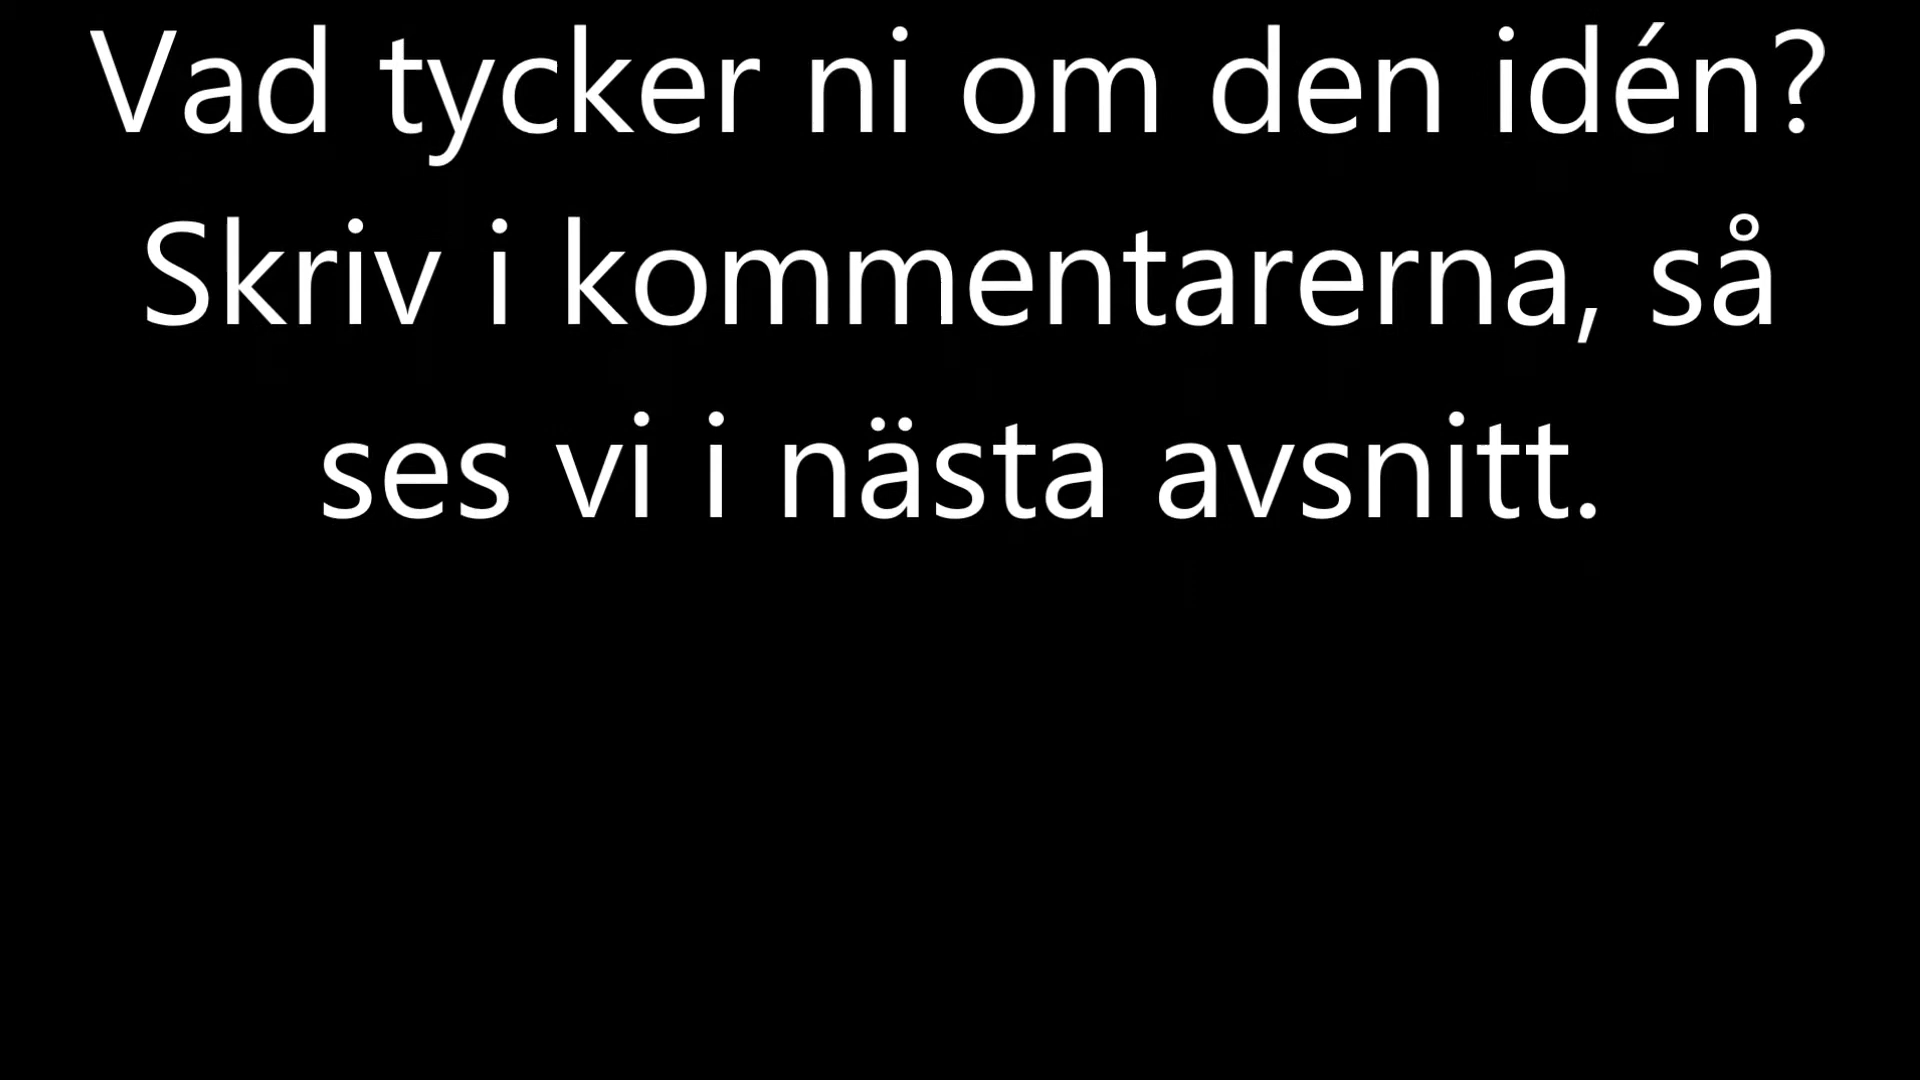 Vad tycker ni om den idén?
Skriv i kommentarerna, så
ses vi i nästa avsnitt.